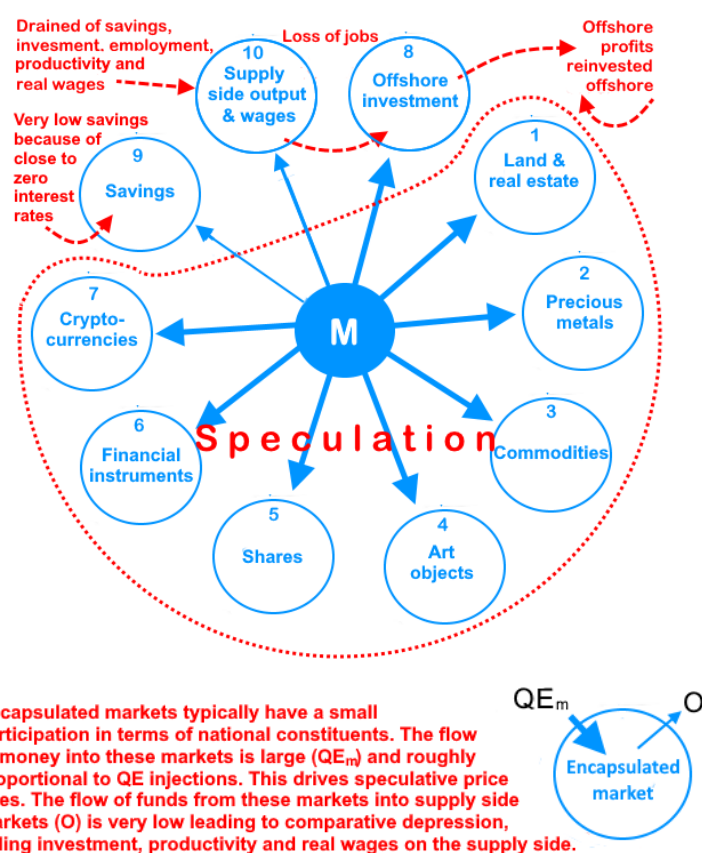 Drained of savings,
invesment, employment,
productivity and
real wages
Loss of jobs
Offshore
profits
reinvested
offshore
10
Supply
side output
& wages
8
Offshore
investment
Very low savings
because of
close to
zero
interest
rates
9
Savings
1
Land &
real estate
7
Crypto-
currencies
2
Precious
metals
M
6
Financial
instruments
Speculation
3
Commodities
5
Shares
4
Art
objects
capsulated markets typically have a small
rticipation in terms of national constituents. The flow
money into these markets is large (QEm) and roughly
oportional to QE injections. This drives speculative price
es. The flow of funds from these markets into supply side
arkets (O) is very low leading to comparative depression,
ling investment, productivity and real wages on the supply side.
QEm
O
Encapsulated
market